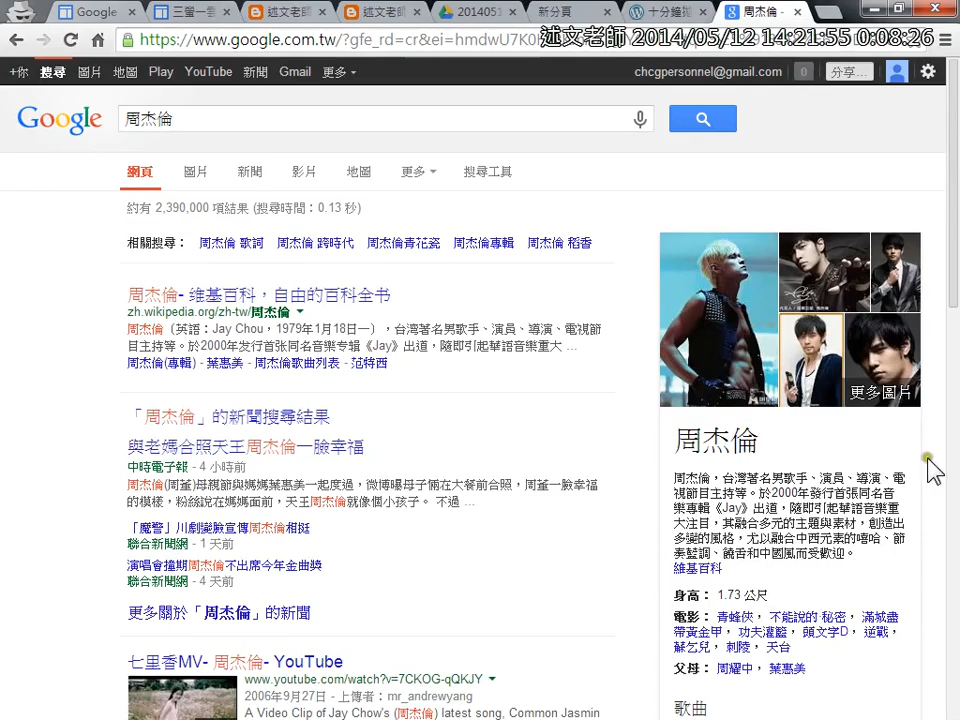 Google
三螢一雲
述文老師
述文老師
2014051
新分頁
十分鐘搞
周杰倫 -
https://www.google.com.tw/?gfe_rd=cr&ei=hmdwU7K0
述文老師 2014/05/12 14:21:55 0:08:26
+你 搜尋 圖片 地圖 Play YouTube 新聞 Gmail 更多
chcgpersonnel@gmail.com 0 分享...
Google 周杰倫
網頁 圖片 新聞 影片 地圖 更多 搜尋工具
約有 2,390,000 項結果 (搜尋時間：0.13 秒)
相關搜尋： 周杰倫 歌詞 周杰倫 跨時代 周杰倫青花瓷 周杰倫專輯 周杰倫 稻香
周杰倫- 維基百科，自由的百科全书
zh.wikipedia.org/zh-tw/周杰倫
周杰倫（英語：Jay Chou，1979年1月18日－），台灣著名男歌手、演員、導演、電視節
目主持等。於2000年发行首張同名音樂专辑《Jay》出道，隨即引起華語音樂重大 ...
周杰倫(專輯) - 葉惠美 - 周杰倫歌曲列表 - 范特西
「周杰倫」的新聞搜尋結果
與老媽合照天王周杰倫一臉幸福
中時電子報 - 4 小時前
周杰倫(周董)母親節與媽媽葉惠美一起度過，微博曝母子倆在大餐前合照，周董一臉幸福
的模樣，粉絲說在媽媽面前，天王周杰倫就像個小孩子。 不過 ...
「魔警」川劇變臉宣傳周杰倫相挺
聯合新聞網 - 1 天前
演唱會撞期周杰倫不出席今年金曲獎
聯合新聞網 - 4 天前
更多關於「周杰倫」的新聞
七里香MV- 周杰倫- YouTube
www.youtube.com/watch?v=7CKOG-qQKJY
2006年9月27日 - 上傳者：mr_andrewyang
A Video Clip of Jay Chow's (周杰倫) latest song, Common Jasmin
更多圖片
周杰倫
周杰倫，台灣著名男歌手、演員、導演、電
視節目主持等。於2000年發行首張同名音
樂專輯《Jay》出道，隨即引起華語音樂重
大注目，其融合多元的主題與素材，創造出
多變的風格，尤以融合中西元素的嘻哈、節
奏藍調、饒舌和中國風而受歡迎。
維基百科
身高： 1.73 公尺
電影： 青蜂俠， 不能說的·秘密， 滿城盡
帶黃金甲， 功夫灌籃， 頭文字D， 逆戰，
蘇乞兒， 刺陵， 天台
父母： 周耀中， 葉惠美
歌曲